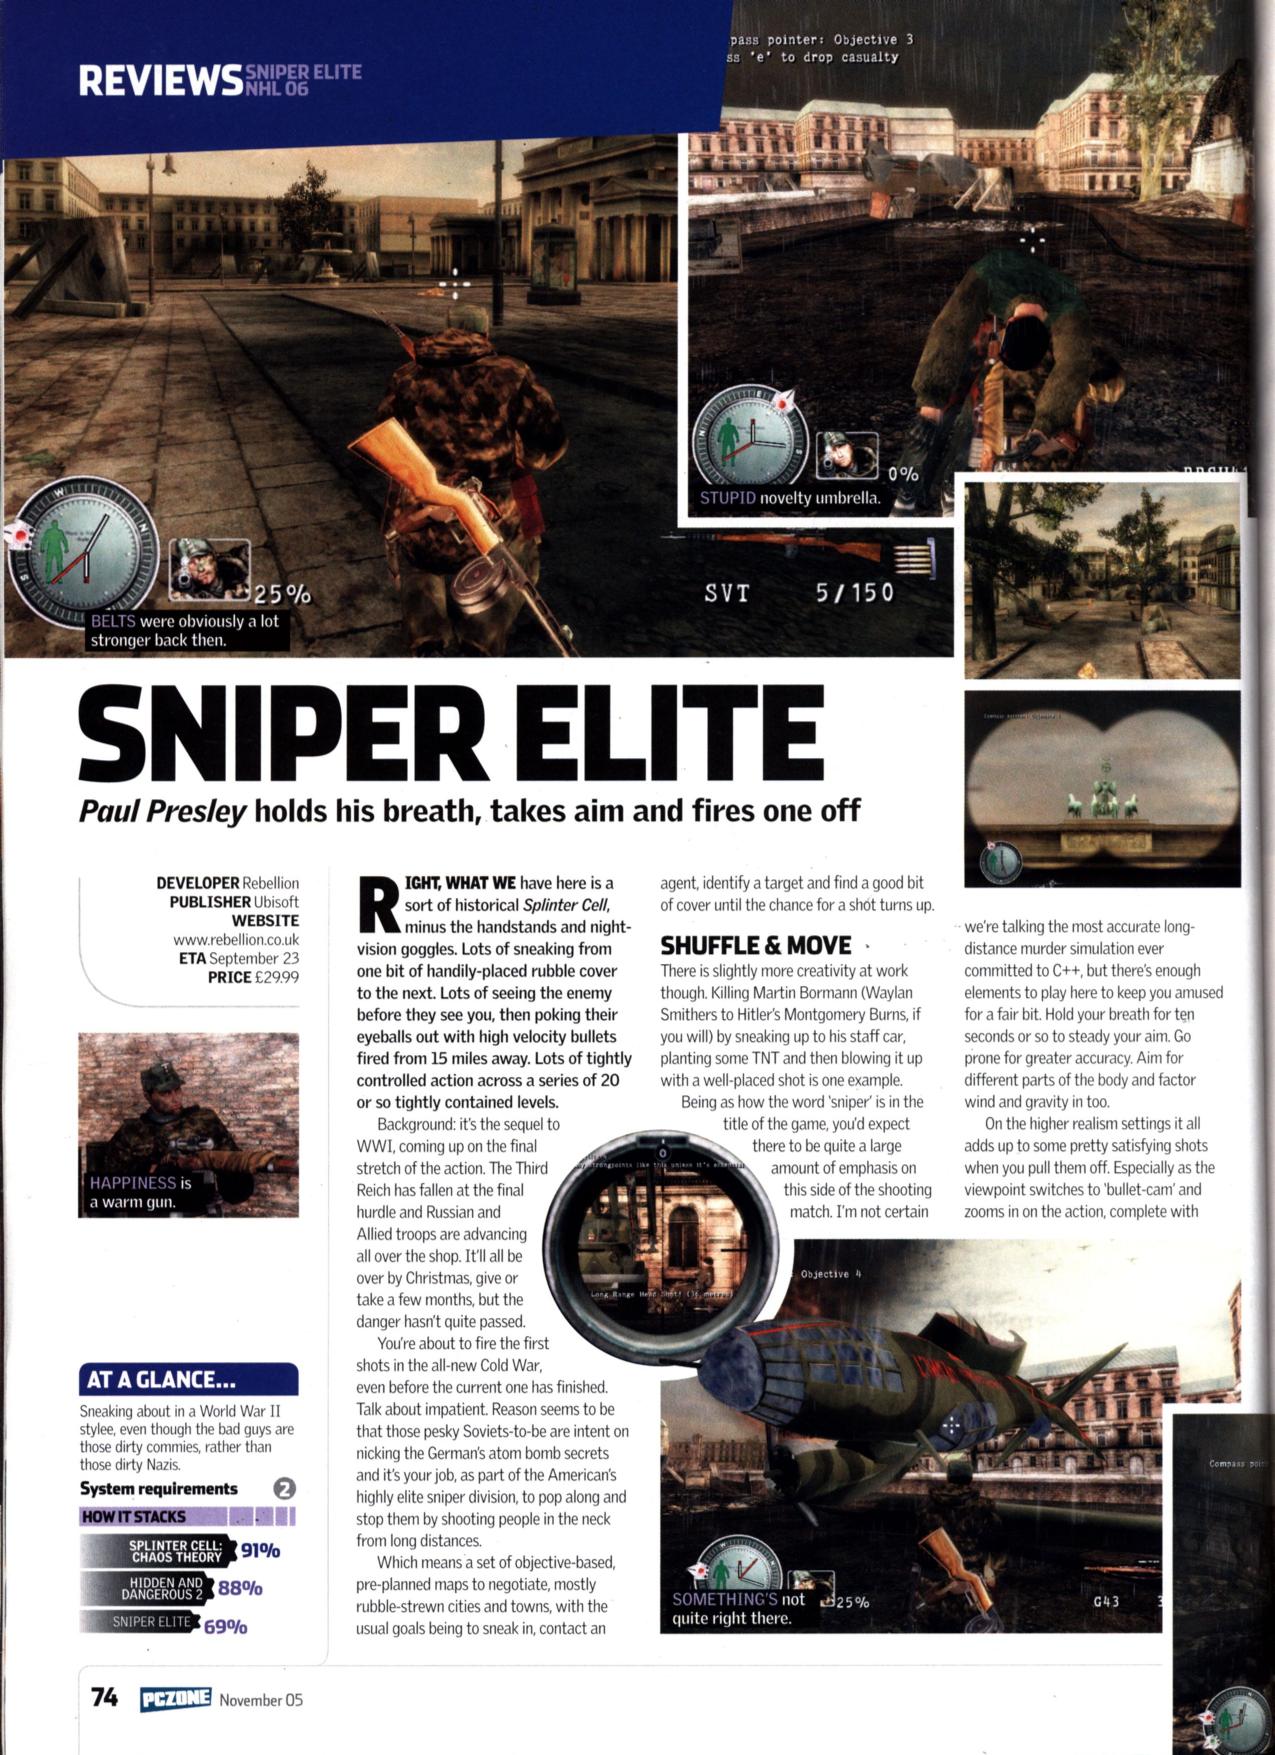 REVIEWS SNIPER ELITE
NHL 06
pass pointer: Objective 3
ss 'e' to drop casualty
0%
STUPID novelty umbrella.
25%
BELTS were obviously a lot
stronger back then.
SVT 5/150
SNIPER ELITE
Paul Presley holds his breath, takes aim and fires one off
DEVELOPER Rebellion
PUBLISHER Ubisoft
WEBSITE
www.rebellion.co.uk
ETA September 23
PRICE £29.99
HAPPINESS is
a warm gun.
AT A GLANCE...
Sneaking about in a World War II
stylee, even though the bad guys are
those dirty commies, rather than
those dirty Nazis.
System requirements 2
HOW IT STACKS
SPLINTER CELL:
CHAOS THEORY 91%
HIDDEN AND
DANGEROUS 2 88%
SNIPER ELITE 69%
RIGHT, WHAT WE have here is a
sort of historical Splinter Cell,
minus the handstands and night-
vision goggles. Lots of sneaking from
one bit of handily-placed rubble cover
to the next. Lots of seeing the enemy
before they see you, then poking their
eyeballs out with high velocity bullets
fired from 15 miles away. Lots of tightly
controlled action across a series of 20
or so tightly contained levels.
Background: it's the sequel to
WWI, coming up on the final
stretch of the action. The Third
Reich has fallen at the final
hurdle and Russian and
Allied troops are advancing
all over the shop. It'll all be
over by Christmas, give or
take a few months, but the
danger hasn't quite passed.
You're about to fire the first
shots in the all-new Cold War,
even before the current one has finished.
Talk about impatient. Reason seems to be
that those pesky Soviets-to-be are intent on
nicking the German's atom bomb secrets
and it's your job, as part of the American's
highly elite sniper division, to pop along and
stop them by shooting people in the neck
from long distances.
Which means a set of objective-based,
pre-planned maps to negotiate, mostly
rubble-strewn cities and towns, with the
usual goals being to sneak in, contact an
agent, identify a target and find a good bit
of cover until the chance for a shot turns up.
SHUFFLE & MOVE
There is slightly more creativity at work
though. Killing Martin Bormann (Waylan
Smithers to Hitler's Montgomery Burns, if
you will) by sneaking up to his staff car,
planting some TNT and then blowing it up
with a well-placed shot is one example.
Being as how the word 'sniper' is in the
title of the game, you'd expect
there to be quite a large
amount of emphasis on
this side of the shooting
match. I'm not certain
strongpoints like this unless it's
Long Range Head Shot! (36 metres)
we're talking the most accurate long-
distance murder simulation ever
committed to C++, but there's enough
elements to play here to keep you amused
for a fair bit. Hold your breath for ten
seconds or so to steady your aim. Go
prone for greater accuracy. Aim for
different parts of the body and factor
wind and gravity in too.
On the higher realism settings it all
adds up to some pretty satisfying shots
when you pull them off. Especially as the
viewpoint switches to 'bullet-cam' and
zooms in on the action, complete with
: Objective 4
SOMETHING'S not
quite right there.
25%
G43 3
Compass poin
74 PCZONE November 05